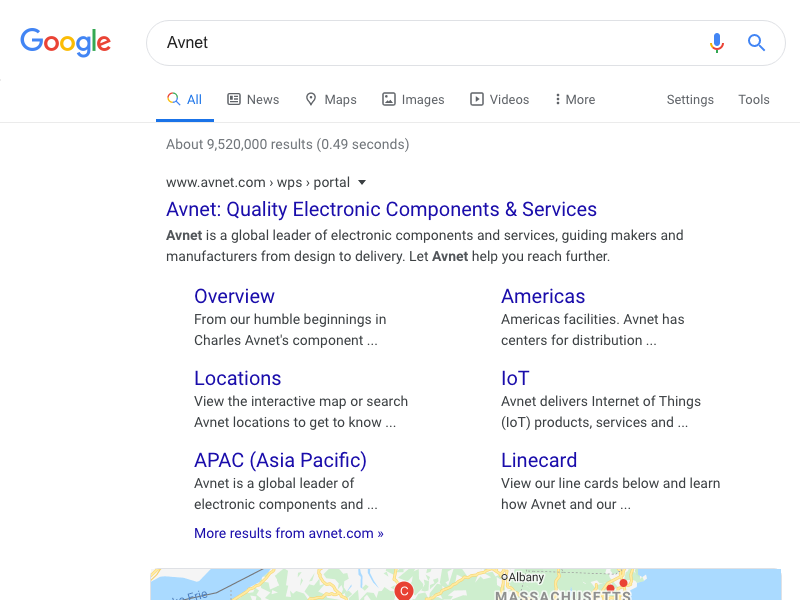 Google
Avnet
All News Maps Images Videos More Settings Tools
About 9,520,000 results (0.49 seconds)
www.avnet.com › wps › portal
Avnet: Quality Electronic Components & Services
Avnet is a global leader of electronic components and services, guiding makers and
manufacturers from design to delivery. Let Avnet help you reach further.
Overview
From our humble beginnings in
Charles Avnet's component ...
Americas
Americas facilities. Avnet has
centers for distribution ...
Locations
View the interactive map or search
Avnet locations to get to know ...
IoT
Avnet delivers Internet of Things
(IoT) products, services and ...
APAC (Asia Pacific)
Avnet is a global leader of
electronic components and ...
Linecard
View our line cards below and learn
how Avnet and our ...
More results from avnet.com »
Albany
C
MASSACHUSETTS
Lake Erie